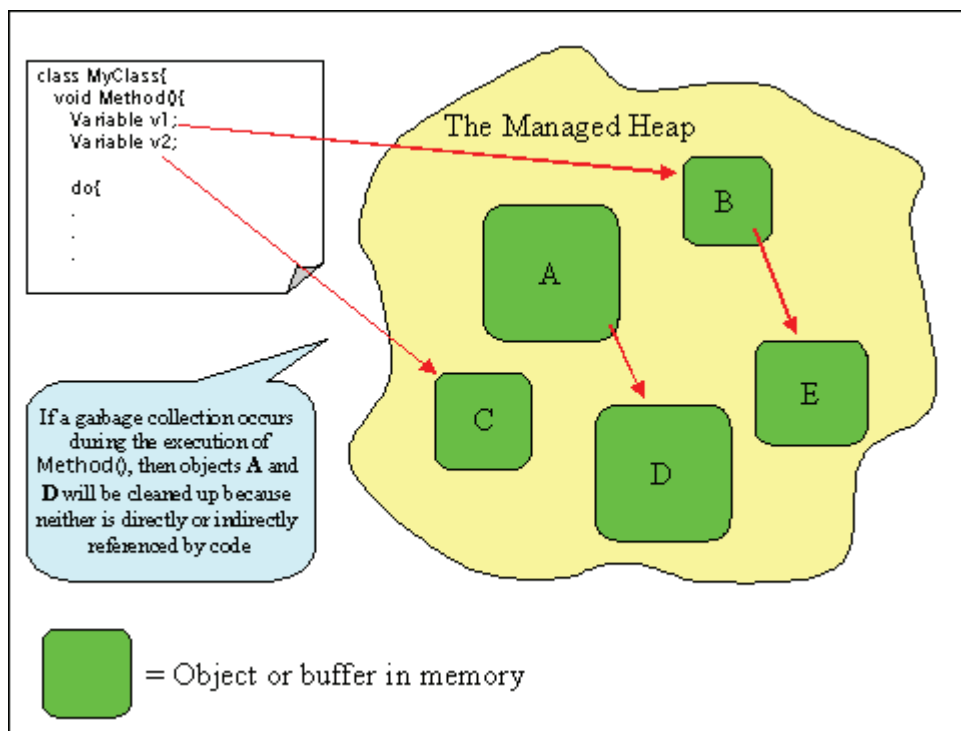 class MyClass{
void Method(){
Variable v1;
Variable v2;
do{
.
.
.
The Managed Heap
B
A
E
C
D
If a garbage collection occurs
during the execution of
Method(), then objects A and
D will be cleaned up because
neither is directly or indirectly
referenced by code
= Object or buffer in memory